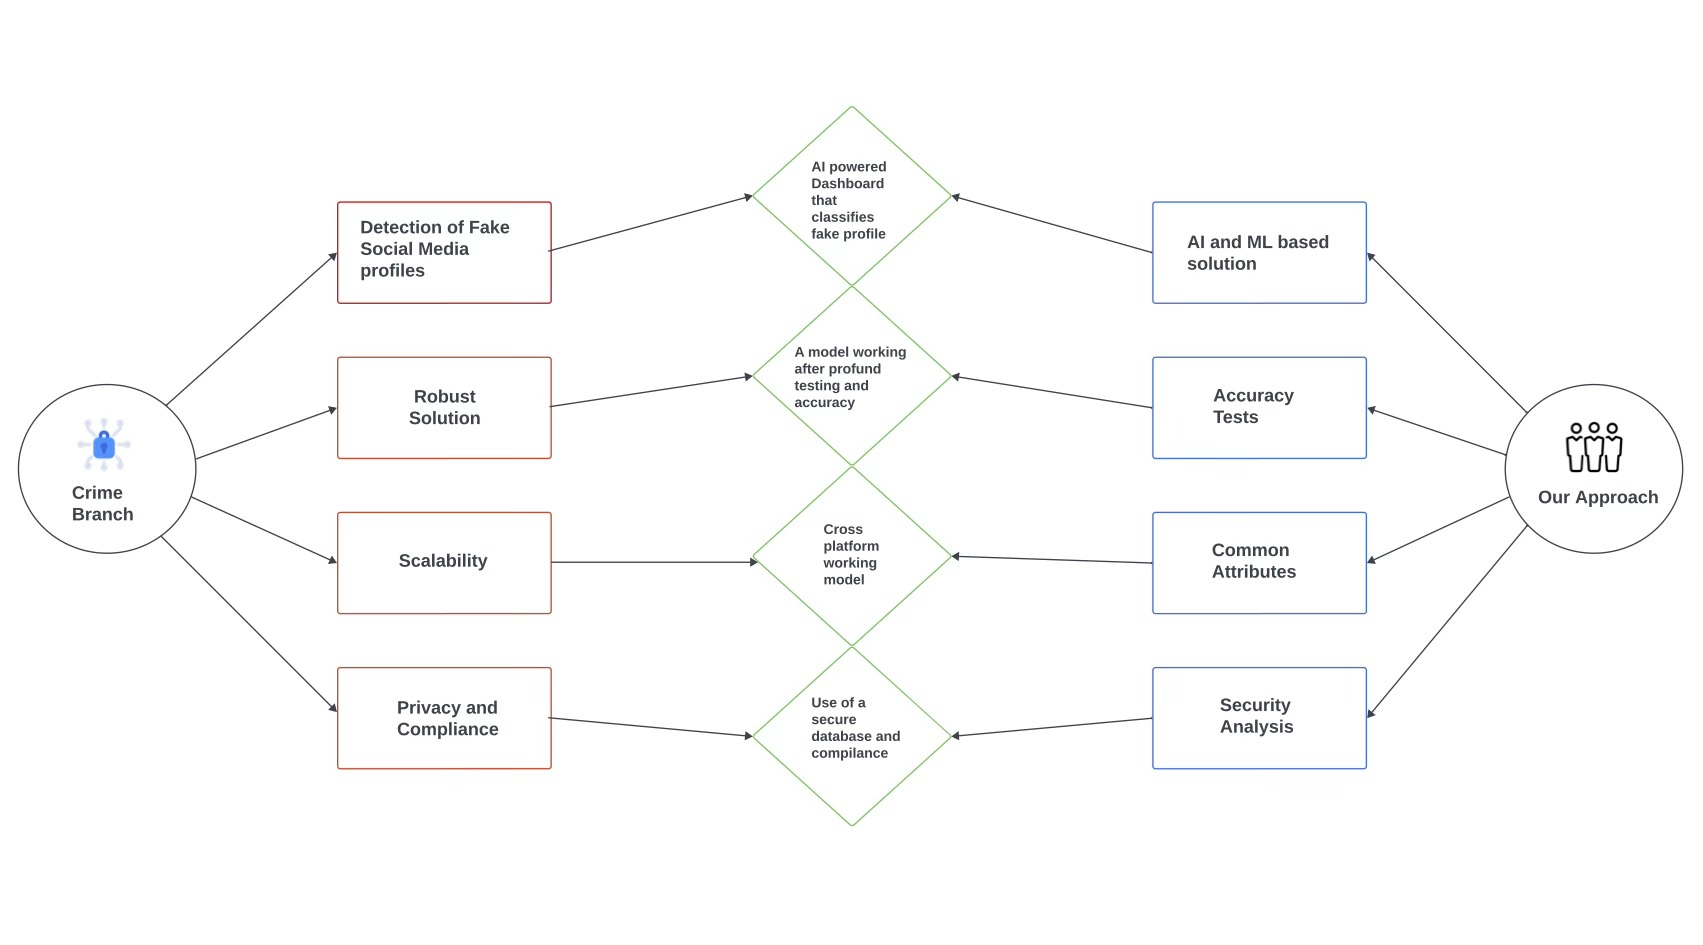 AI powered
Dashboard
that
classifies
fake profile
Detection of Fake
Social Media
profiles
AI and ML based
solution
A model working
after profund
testing and
accuracy
Robust
Solution
Accuracy
Tests
Crime
Branch
Our Approach
Cross
platform
working
model
Scalability
Common
Attributes
Use of a
secure
database and
compilance
Privacy and
Compliance
Security
Analysis